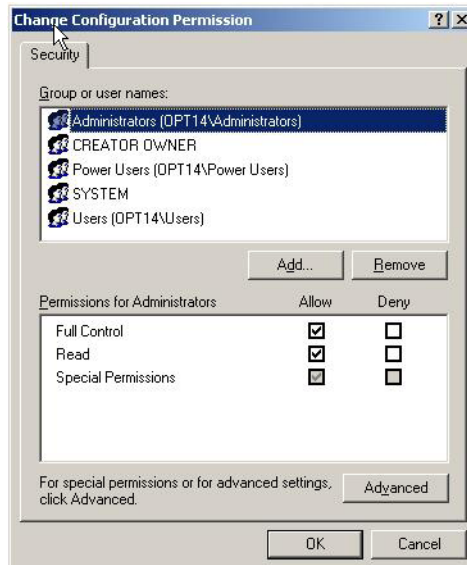 Change Configuration Permission
Security
Group or user names:
Administrators (OPT14\Administrators)
CREATOR OWNER
Power Users (OPT14\Power Users)
SYSTEM
Users (OPT14\Users)
Add...
Remove
Permissions for Administrators
Allow
Deny
Full Control
Read
Special Permissions
For special permissions or for advanced settings,
click Advanced.
Advanced
OK
Cancel